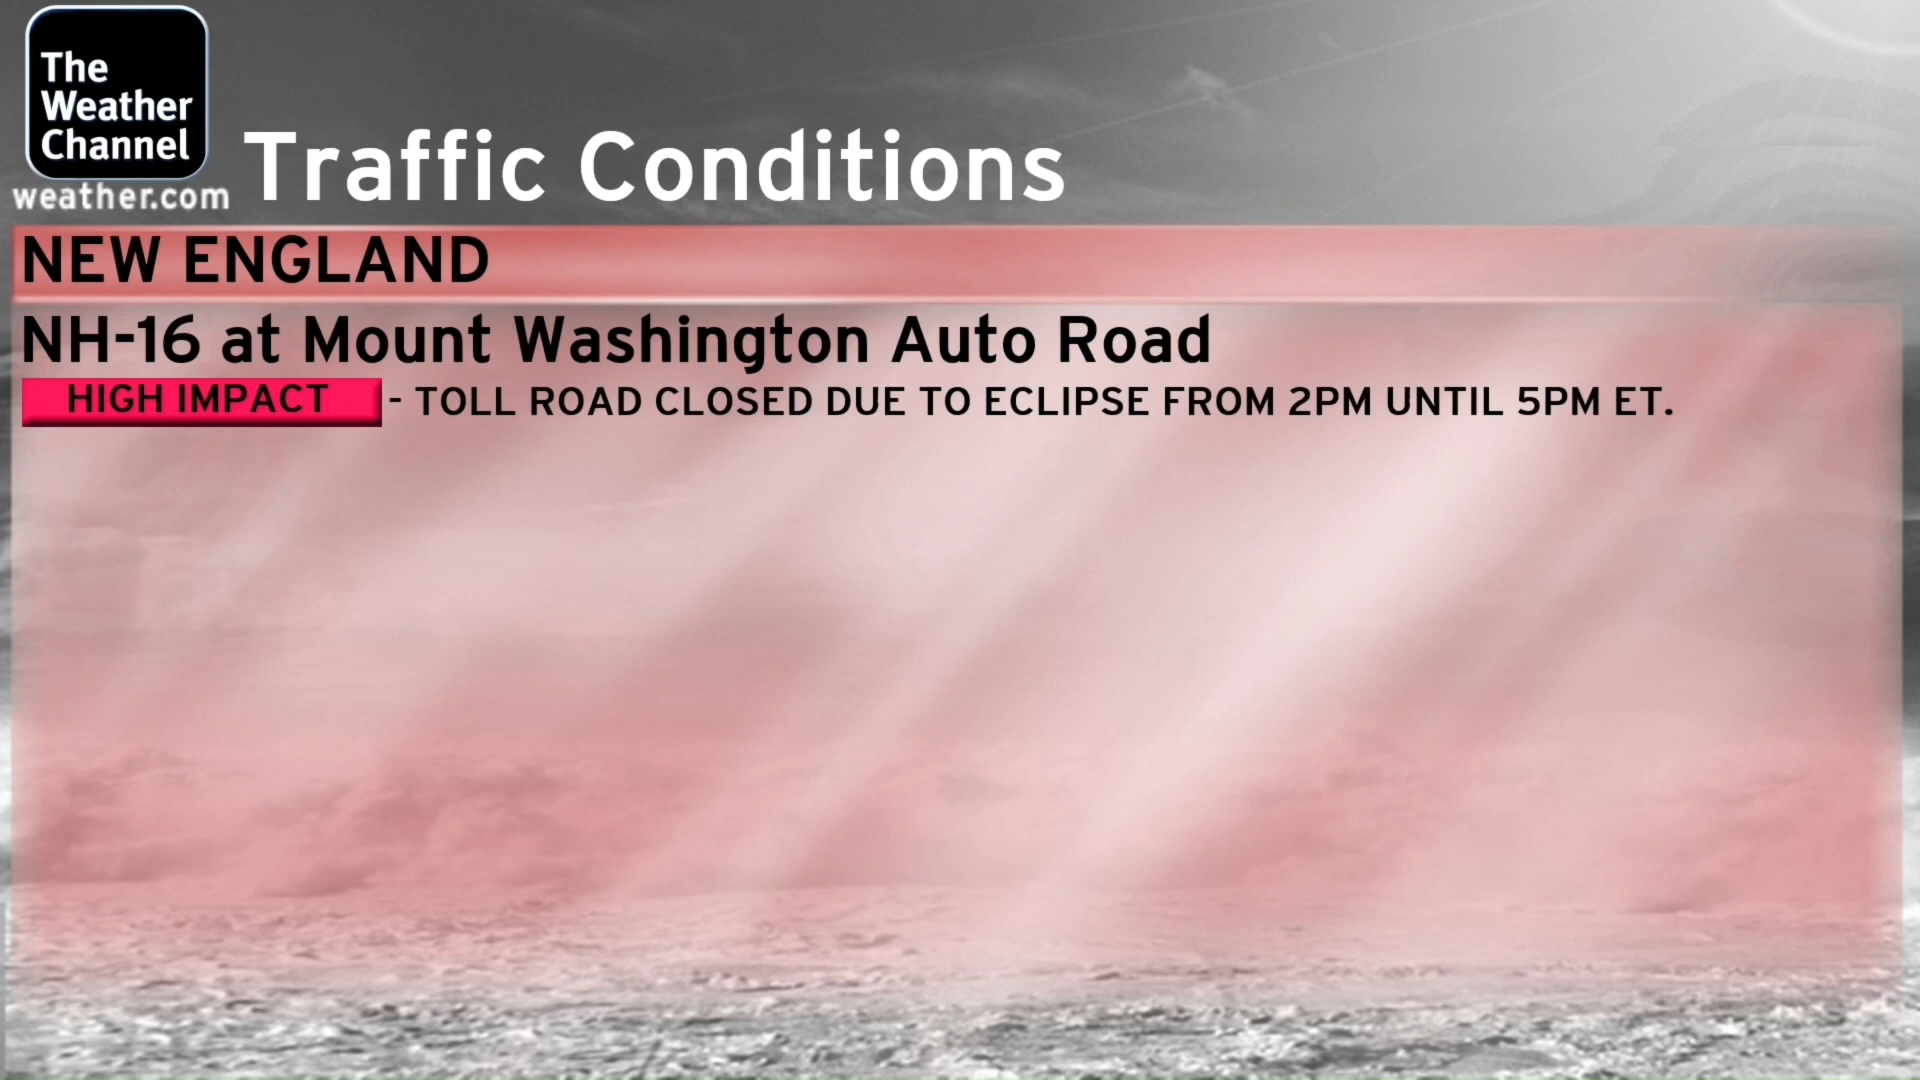 The
Weather
Channel
weather.com
Traffic Conditions
NEW ENGLAND
NH-16 at Mount Washington Auto Road
HIGH IMPACT - TOLL ROAD CLOSED DUE TO ECLIPSE FROM 2PM UNTIL 5PM ET.